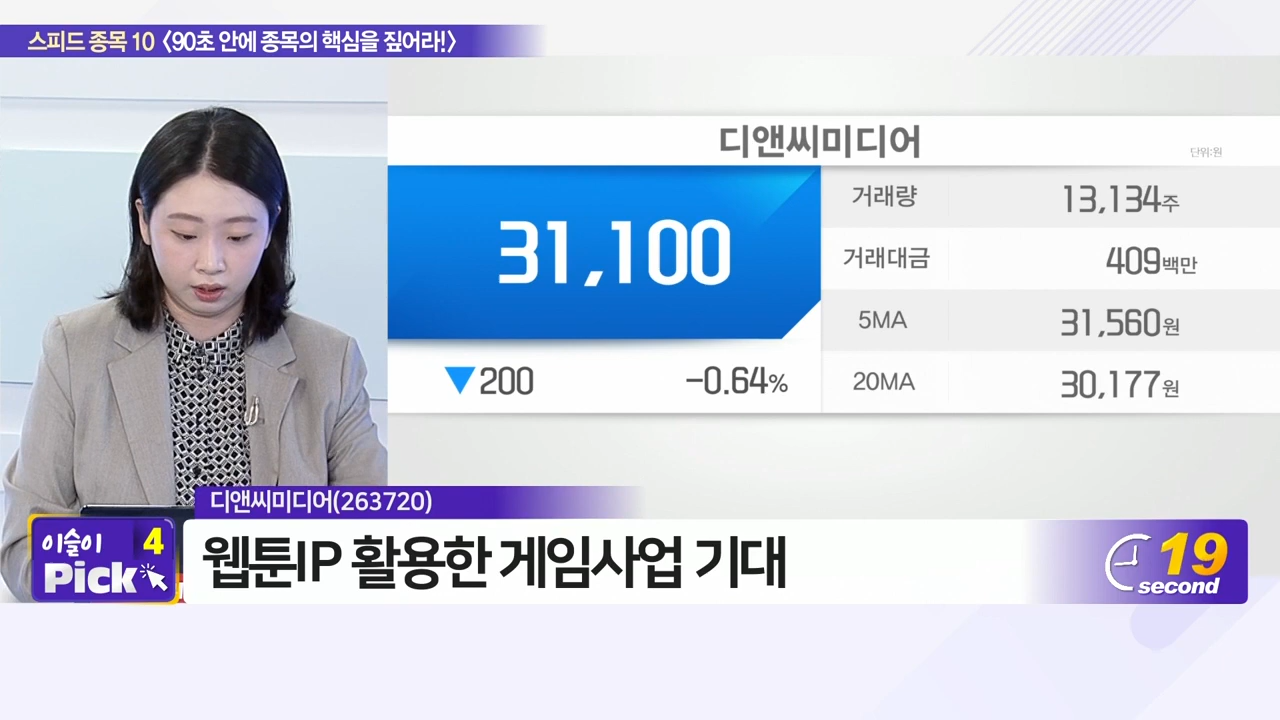 스피드 종목 10 <90초 안에 종목의 핵심을 짚어라!>
디앤씨미디어
단위:원
31,100
▼200 -0.64%
거래량 13,134주
거래대금 409백만
5MA 31,560원
20MA 30,177원
디앤씨미디어(263720)
이슬이 4
Pick
웹툰IP 활용한 게임사업 기대
19
second